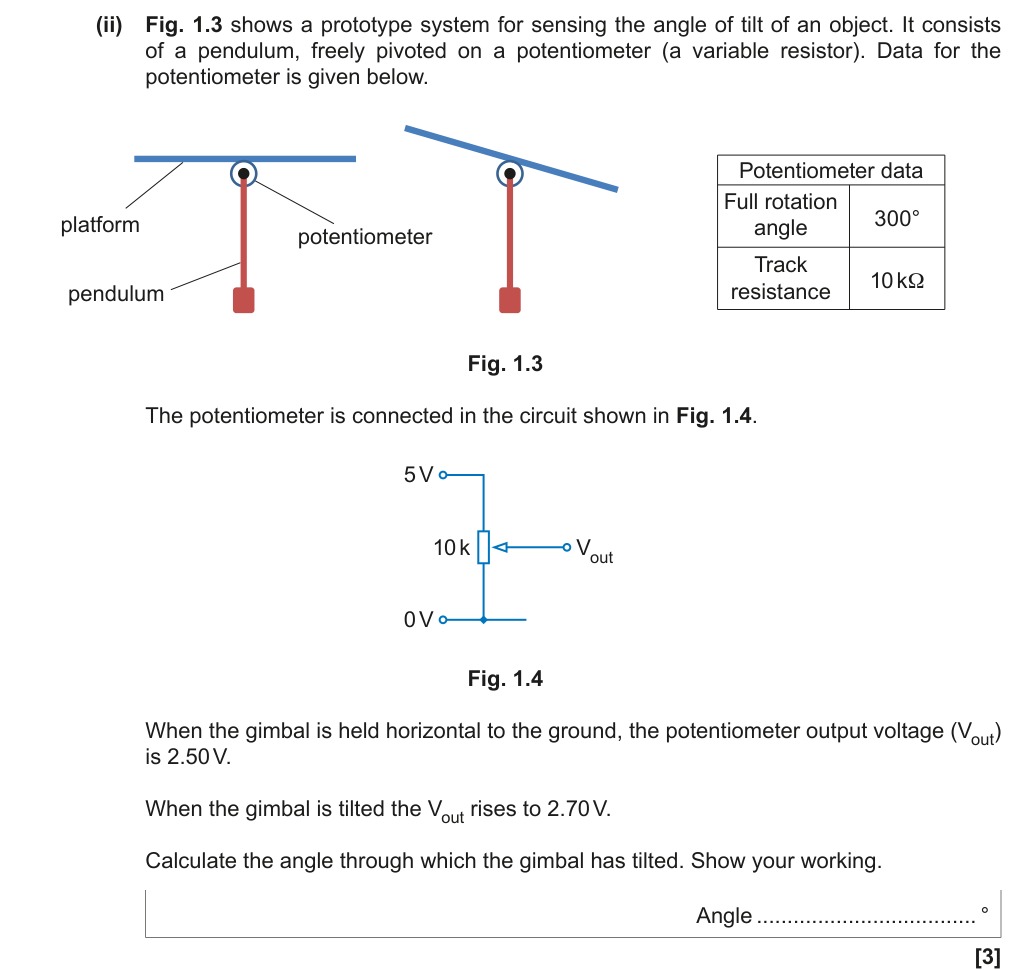 (ii) Fig. 1.3 shows a prototype system for sensing the angle of tilt of an object. It consists
of a pendulum, freely pivoted on a potentiometer (a variable resistor). Data for the
potentiometer is given below.
platform
potentiometer
pendulum
Potentiometer data
Full rotation
angle
300°
Track
resistance
10 kΩ
Fig. 1.3
The potentiometer is connected in the circuit shown in Fig. 1.4.
5 V
10 k
Vout
0 V
Fig. 1.4
When the gimbal is held horizontal to the ground, the potentiometer output voltage (Vout)
is 2.50 V.
When the gimbal is tilted the Vout rises to 2.70 V.
Calculate the angle through which the gimbal has tilted. Show your working.
Angle .................................... °
[3]